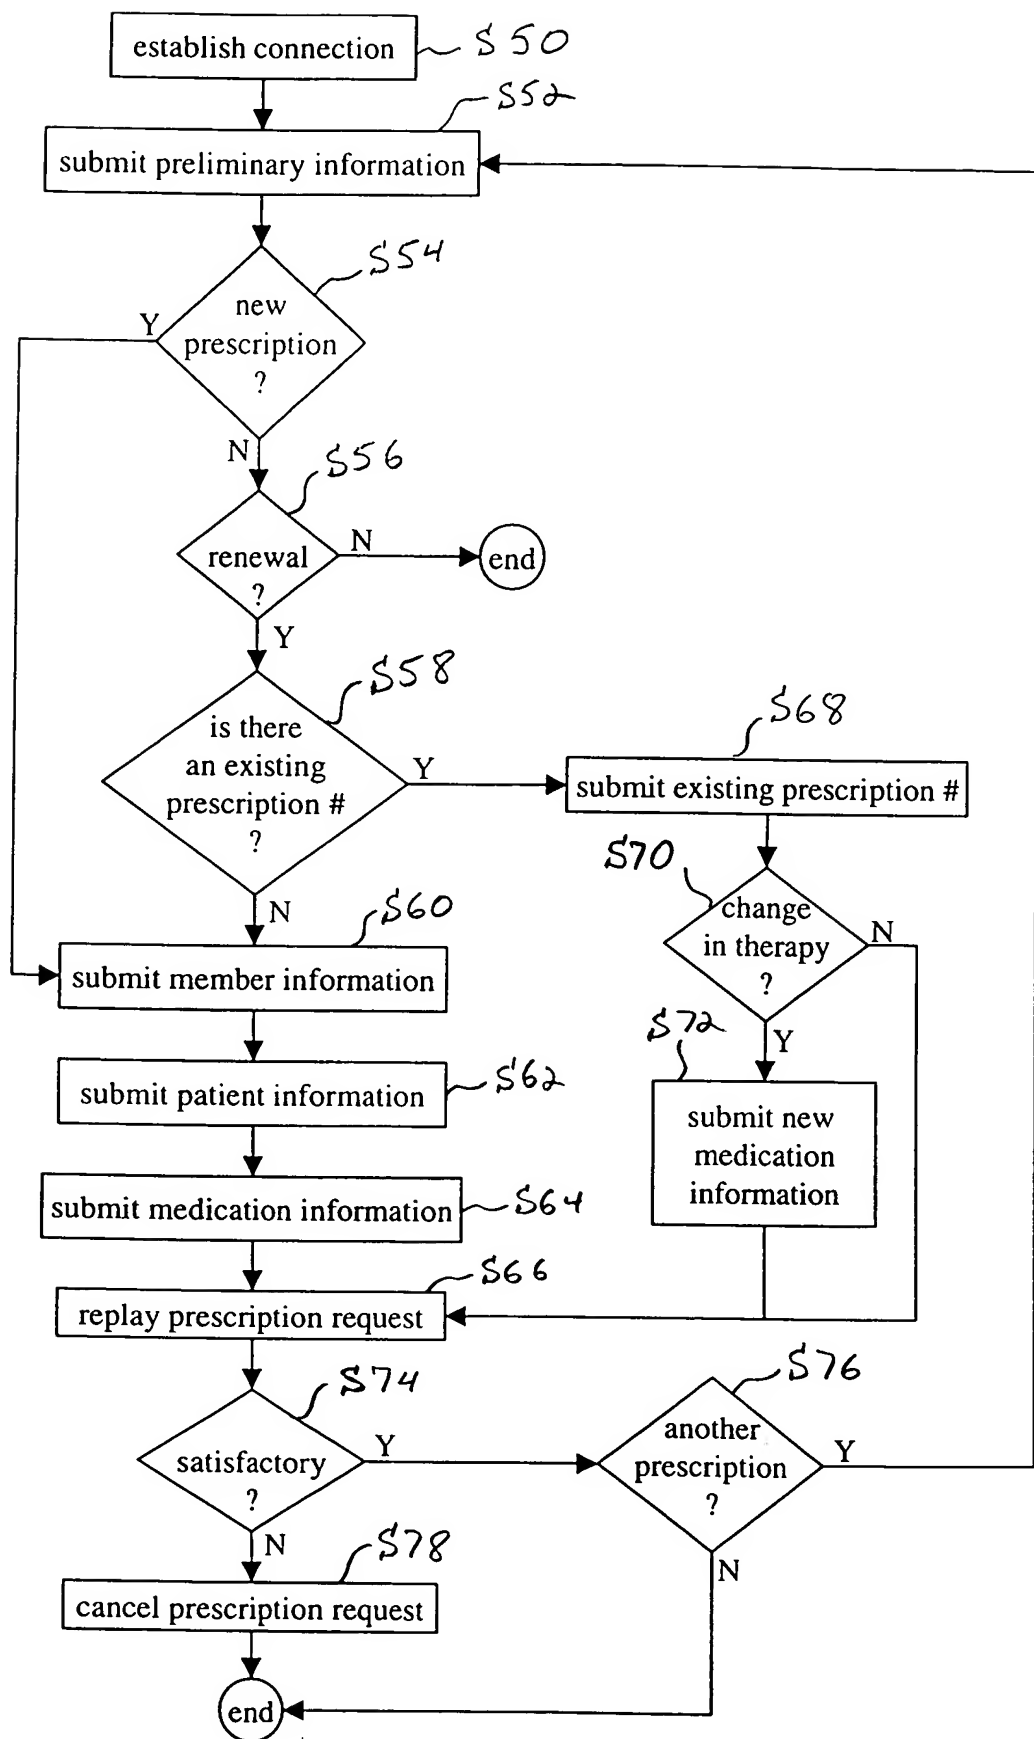 establish connection
S50
S52
submit preliminary information
S54
new
prescription
?
Y
N
S56
renewal
?
N
end
Y
S58
is there
an existing
prescription #
?
Y
N
S68
submit existing prescription #
S70
change
in therapy
?
N
Y
S72
submit new
medication
information
S60
submit member information
S62
submit patient information
S64
submit medication information
S66
replay prescription request
S74
satisfactory
?
Y
N
S76
another
prescription
?
Y
N
S78
cancel prescription request
end